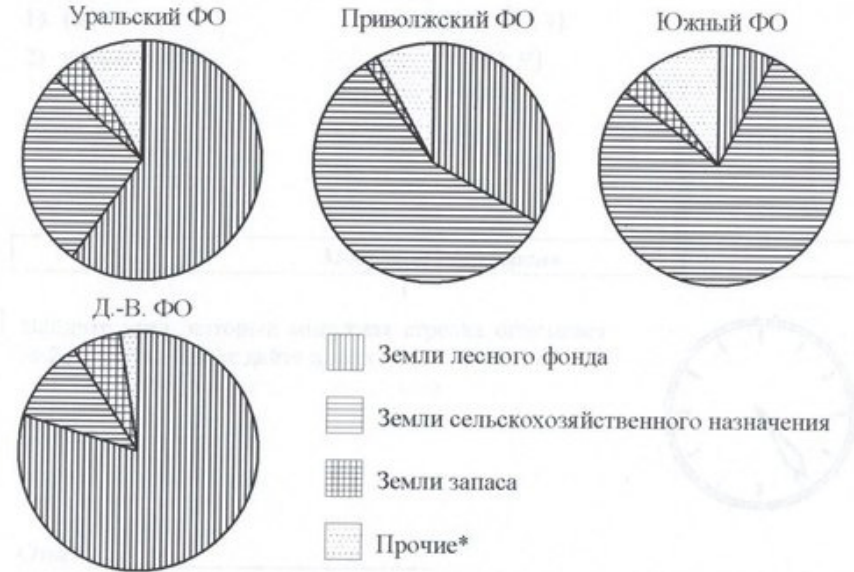 Уральский ФО
Приволжский ФО
Южный ФО
Д.-В. ФО
Земли лесного фонда
Земли сельскохозяйственного назначения
Земли запаса
Прочие*